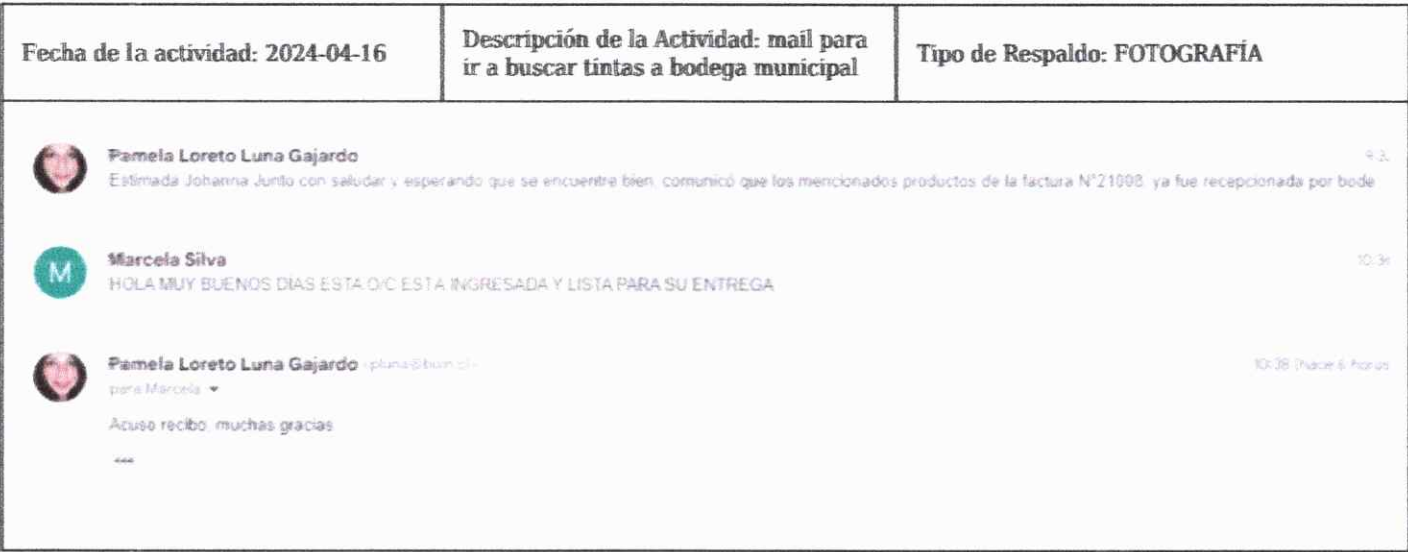 Fecha de la actividad: 2024-04-16
Descripción de la Actividad: mail para
ir a buscar tintas a bodega municipal
Tipo de Respaldo: FOTOGRAFÍA
Pamela Loreto Luna Gajardo
Estimada Johanna Junto con saludar y esperando que se encuentre bien, comunicó que los mencionados productos de la factura ya fue recepcionada por bode
Marcela Silva
M
HOLA MUY BUENOS DIAS ESTA O/C ESTA INGRESADA Y LISTA PARA SU ENTREGA
Pamela Loreto Luna Gajardo
10:38 (hace 6 horas
para Marcela
Acuso recibo, muchas gracias